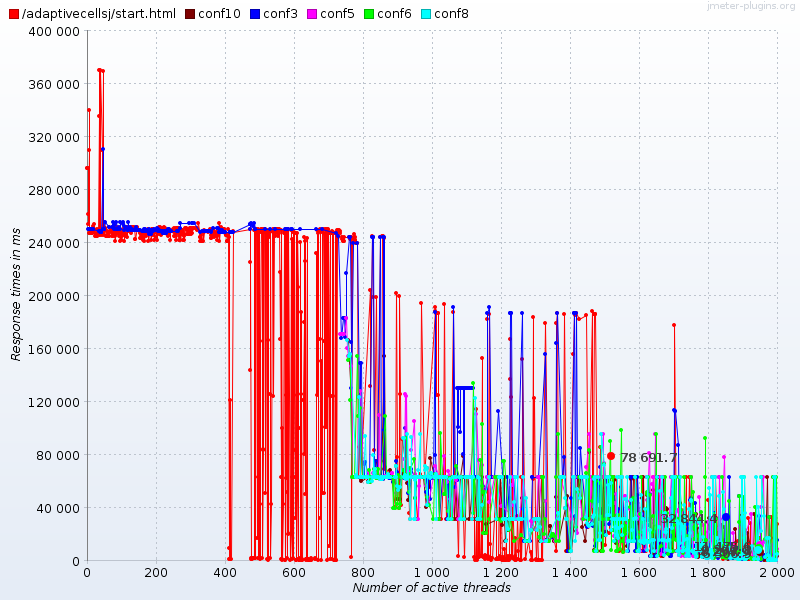 /adaptivecellsj/start.html conf10 conf3 conf5 conf6 conf8
jmeter-plugins.org
400 000
360 000
320 000
280 000
240 000
200 000
160 000
120 000
80 000
40 000
0
Response times in ms
78 691.7
32 844.4
0 200 400 600 800 1 000 1 200 1 400 1 600 1 800 2 000
Number of active threads